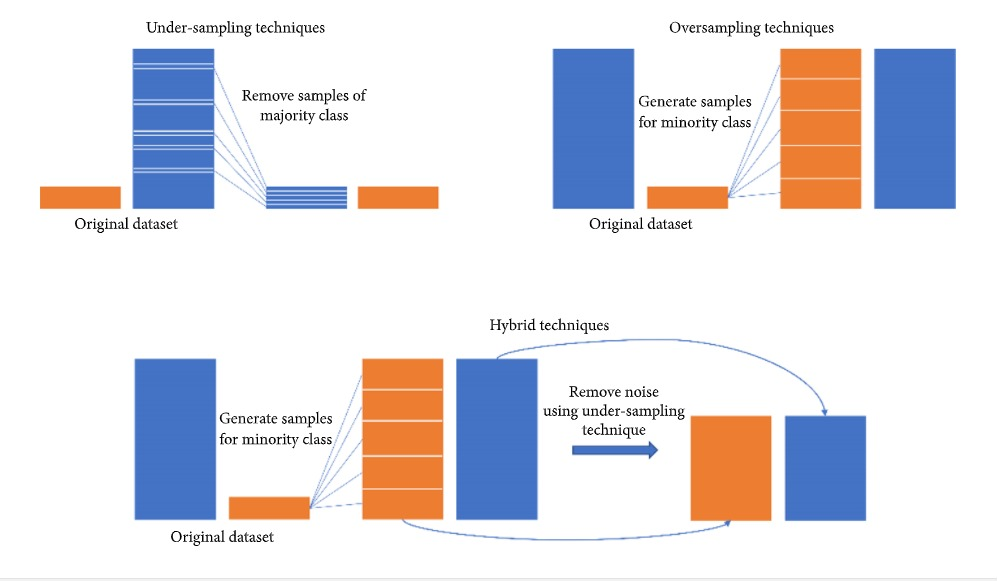 Under-sampling techniques
Remove samples of
majority class
Original dataset
Oversampling techniques
Generate samples
for minority class
Original dataset
Hybrid techniques
Generate samples
for minority class
Remove noise
using under-sampling
technique
Original dataset